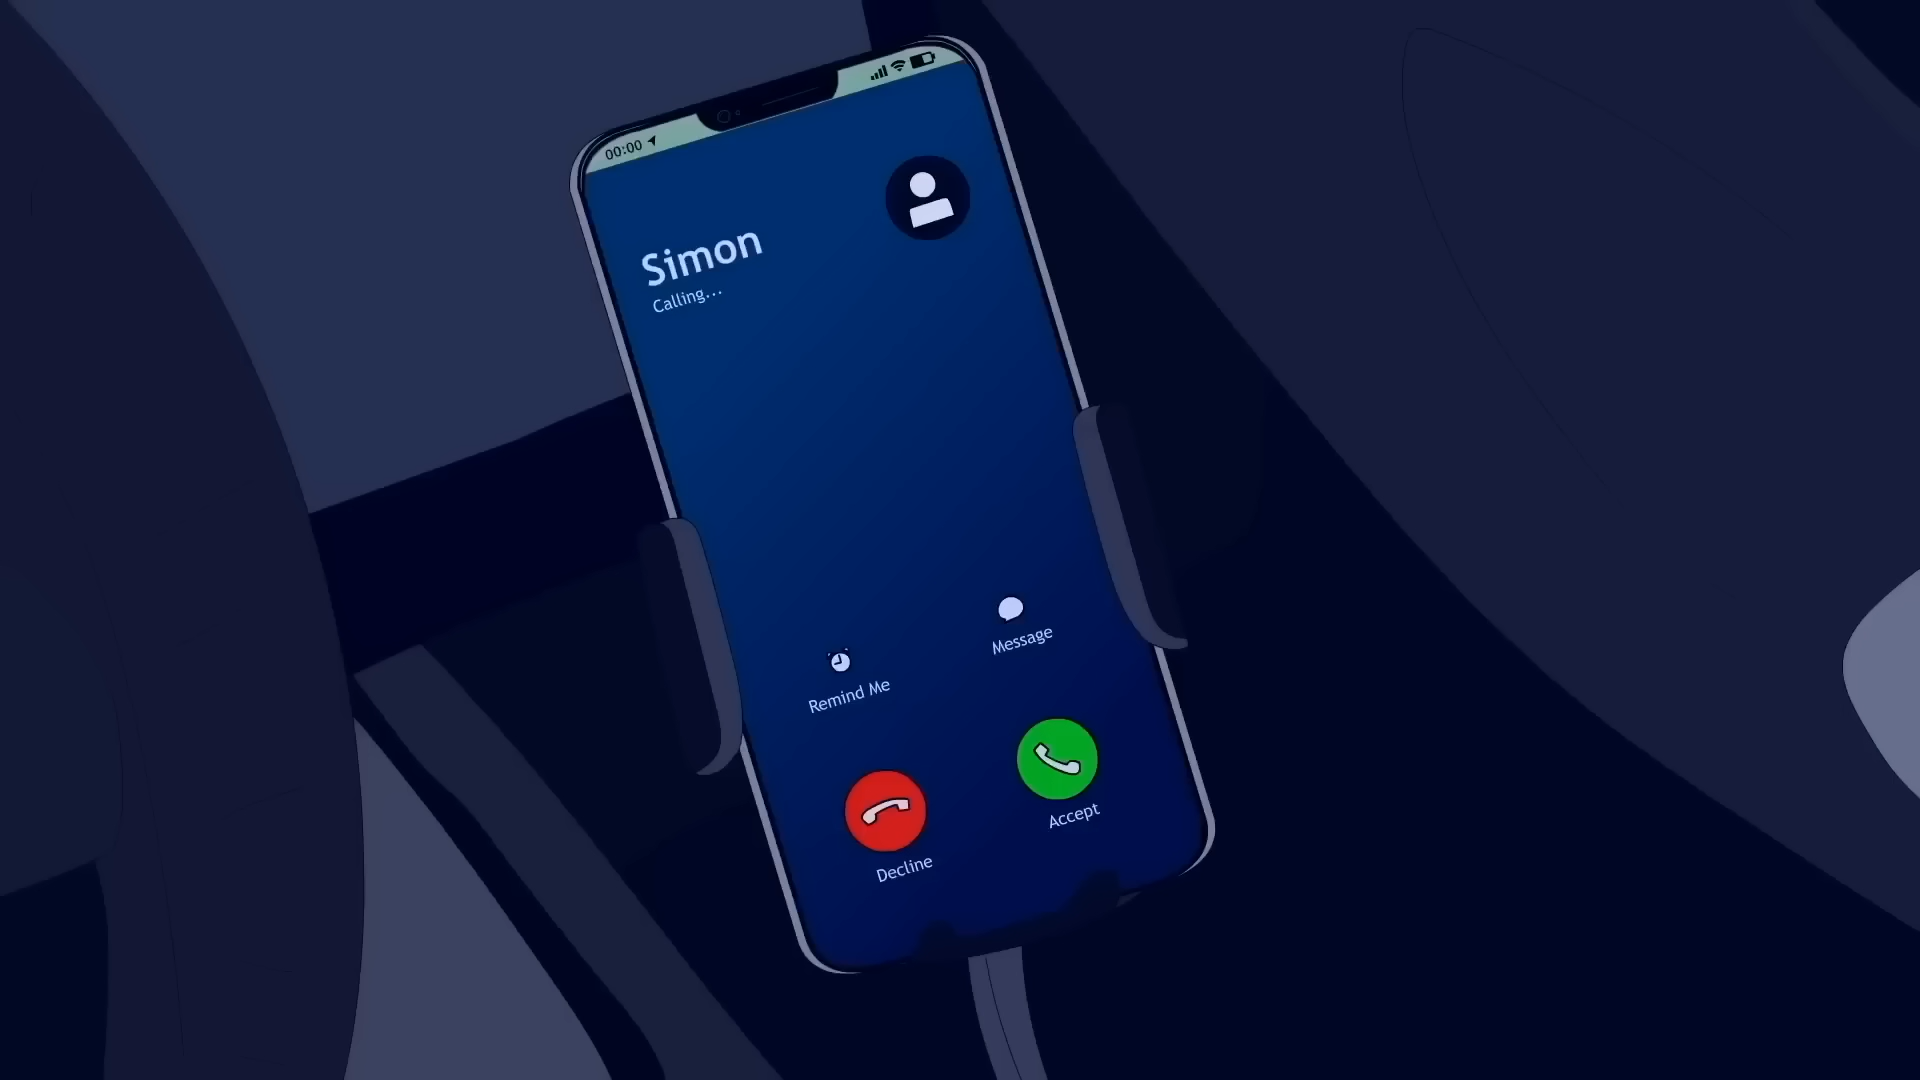 00:00
Simon
Calling...
Remind Me
Message
Decline
Accept